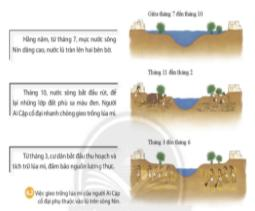 Giữa tháng 7 đến tháng 10
Hằng năm, từ tháng 7, mực nước sông
Nin dâng cao, nước lũ tràn lên hai bên bờ.
Tháng 11 đến tháng 2
Tháng 10, nước sông bắt đầu rút, để
lại những lớp đất phù sa màu đen. Người
Ai Cập cổ đại nhanh chóng gieo trồng lúa mì.
Tháng 3 đến tháng 6
Từ tháng 3, cư dân bắt đầu thu hoạch và
tích trữ lúa mì, đảm bảo nguồn lương thực.
Việc gieo trồng lúa mì của người Ai Cập
cổ đại phụ thuộc vào lũ trên sông Nin.